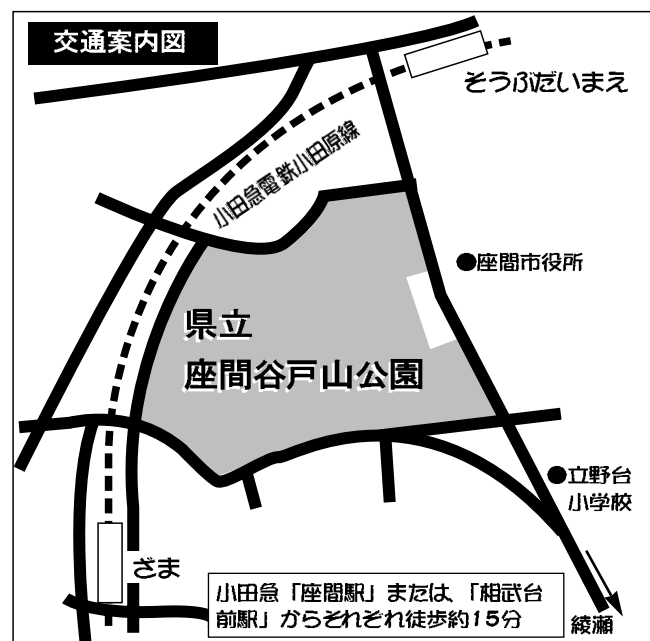 交通案内図
そうぶだいまえ
小田急電鉄小田原線
●座間市役所
県立
座間谷戸山公園
●立野台
小学校
ざま
小田急「座間駅」または、「相武台
前駅」からそれぞれ徒歩約15分
綾瀬